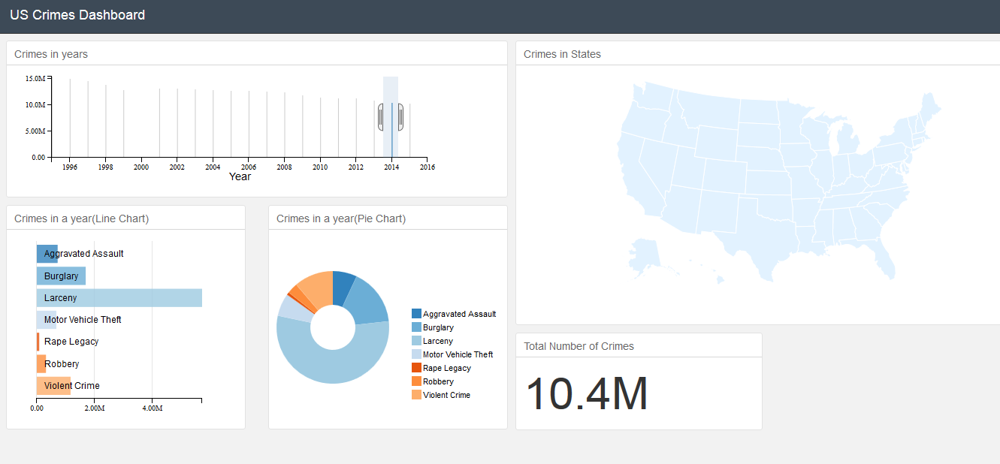 US Crimes Dashboard
Crimes in years
15.0M
10.0M
5.00M
0.00
1996 1998 2000 2002 2004 2006 2008 2010 2012 2014 2016
Year
Crimes in States
Crimes in a year(Line Chart)
Aggravated Assault
Burglary
Larceny
Motor Vehicle Theft
Rape Legacy
Robbery
Violent Crime
0.00 2.00M 4.00M
Crimes in a year(Pie Chart)
Aggravated Assault
Burglary
Larceny
Motor Vehicle Theft
Rape Legacy
Robbery
Violent Crime
Total Number of Crimes
10.4M